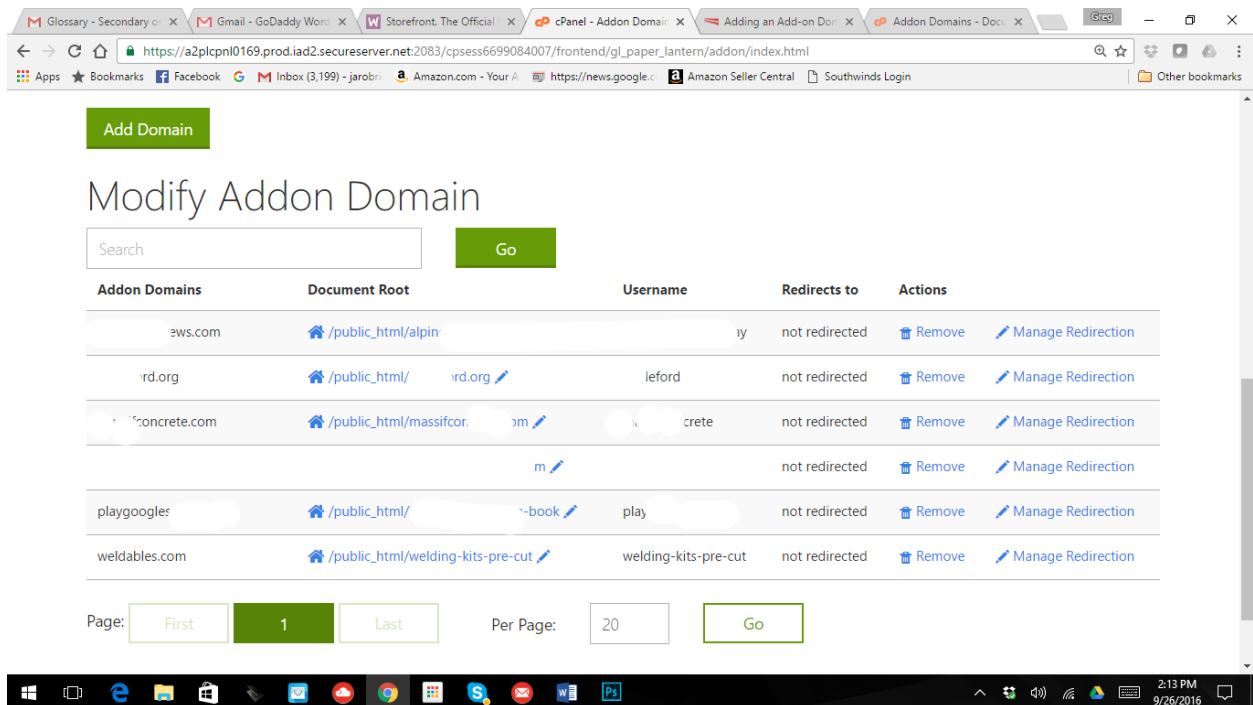 Glossary - Secondary o
Gmail - GoDaddy Word
Storefront. The Official
cPanel - Addon Domain
Adding an Add-on Don
Addon Domains - Docu
Greg
https://a2plcpnl0169.prod.iad2.secureserver.net:2083/cpsess6699084007/frontend/gl_paper_lantern/addon/index.html
Apps Bookmarks Facebook Inbox (3,199) - jarobri Amazon.com - Your A https://news.google.c Amazon Seller Central Southwinds Login Other bookmarks
Add Domain
Modify Addon Domain
Search Go
Addon Domains Document Root Username Redirects to Actions
ews.com /public_html/alpin ay not redirected Remove Manage Redirection
rd.org /public_html/ rd.org leford not redirected Remove Manage Redirection
fconcrete.com /public_html/massifcon om crete not redirected Remove Manage Redirection
m not redirected Remove Manage Redirection
playgoogles /public_html/ -book play not redirected Remove Manage Redirection
weldables.com /public_html/welding-kits-pre-cut welding-kits-pre-cut not redirected Remove Manage Redirection
Page: First 1 Last Per Page: 20 Go
2:13 PM
9/26/2016